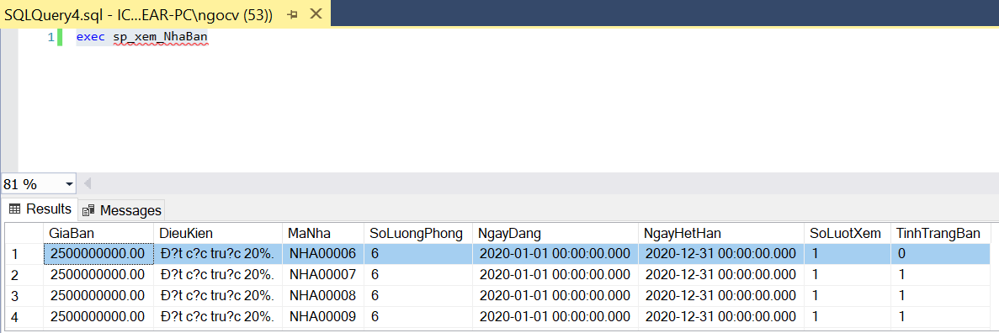 SQLQuery4.sql - IC...EAR-PC\ngocv (53))
1 exec sp_xem_NhaBan
81 %
Results Messages
GiaBan DieuKien MaNha SoLuongPhong NgayDang NgayHetHan SoLuotXem TinhTrangBan
1 2500000000.00 Đ?t c?c tru?c 20%. NHA00006 6 2020-01-01 00:00:00.000 2020-12-31 00:00:00.000 1 0
2 2500000000.00 Đ?t c?c tru?c 20%. NHA00007 6 2020-01-01 00:00:00.000 2020-12-31 00:00:00.000 1 1
3 2500000000.00 Đ?t c?c tru?c 20%. NHA00008 6 2020-01-01 00:00:00.000 2020-12-31 00:00:00.000 1 1
4 2500000000.00 Đ?t c?c tru?c 20%. NHA00009 6 2020-01-01 00:00:00.000 2020-12-31 00:00:00.000 1 1